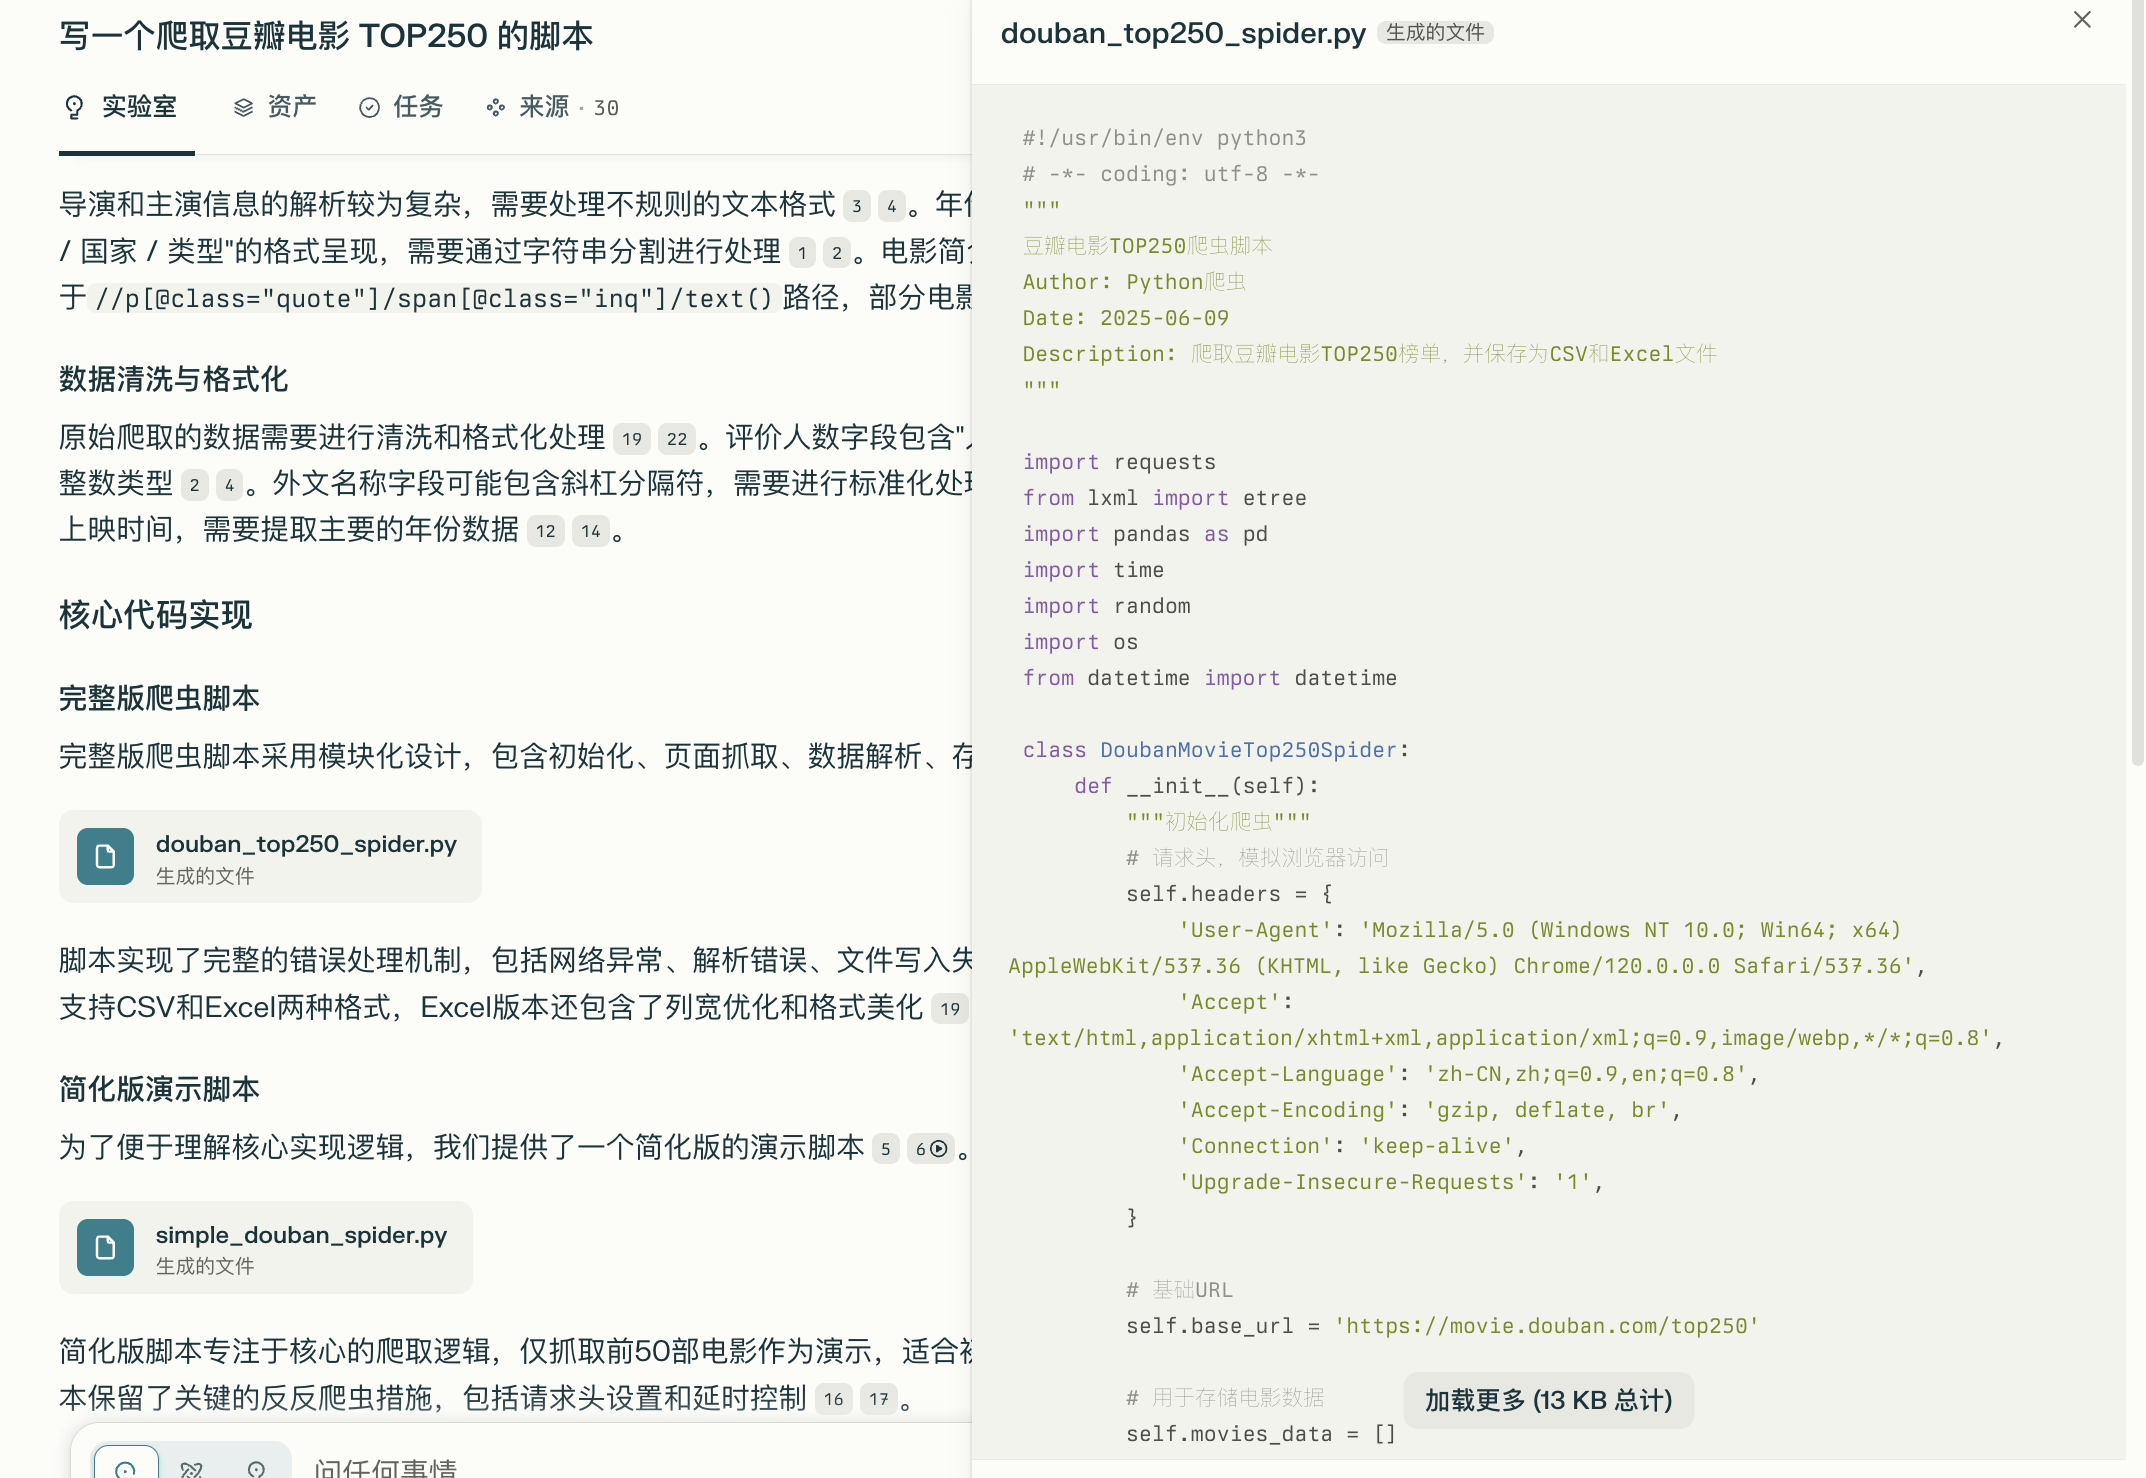 写一个爬取豆瓣电影 TOP250 的脚本
实验室
资产
任务
来源 · 30
导演和主演信息的解析较为复杂，需要处理不规则的文本格式 3 4 。年
/ 国家 / 类型"的格式呈现，需要通过字符串分割进行处理 1 2 。电影简
于 //p[@class="quote"]/span[@class="inq"]/text() 路径，部分电影
数据清洗与格式化
原始爬取的数据需要进行清洗和格式化处理 19 22 。评价人数字段包含"
整数类型 2 4 。外文名称字段可能包含斜杠分隔符，需要进行标准化处
上映时间，需要提取主要的年份数据 12 14 。
核心代码实现
完整版爬虫脚本
完整版爬虫脚本采用模块化设计，包含初始化、页面抓取、数据解析、存
douban_top250_spider.py
生成的文件
脚本实现了完整的错误处理机制，包括网络异常、解析错误、文件写入失
支持CSV和Excel两种格式，Excel版本还包含了列宽优化和格式美化 19
简化版演示脚本
为了便于理解核心实现逻辑，我们提供了一个简化版的演示脚本 5 6 。
simple_douban_spider.py
生成的文件
简化版脚本专注于核心的爬取逻辑，仅抓取前50部电影作为演示，适合
本保留了关键的反反爬虫措施，包括请求头设置和延时控制 16 17 。
问任何事情
douban_top250_spider.py 生成的文件
#!/usr/bin/env python3
# -*- coding: utf-8 -*-
"""
豆瓣电影TOP250爬虫脚本
Author: Python爬虫
Date: 2025-06-09
Description: 爬取豆瓣电影TOP250榜单，并保存为CSV和Excel文件
"""
import requests
from lxml import etree
import pandas as pd
import time
import random
import os
from datetime import datetime
class DoubanMovieTop250Spider:
def __init__(self):
"""初始化爬虫"""
# 请求头，模拟浏览器访问
self.headers = {
'User-Agent': 'Mozilla/5.0 (Windows NT 10.0; Win64; x64)
AppleWebKit/537.36 (KHTML, like Gecko) Chrome/120.0.0.0 Safari/537.36',
'Accept':
'text/html,application/xhtml+xml,application/xml;q=0.9,image/webp,*/*;q=0.8',
'Accept-Language': 'zh-CN,zh;q=0.9,en;q=0.8',
'Accept-Encoding': 'gzip, deflate, br',
'Connection': 'keep-alive',
'Upgrade-Insecure-Requests': '1',
}
# 基础URL
self.base_url = 'https://movie.douban.com/top250'
# 用于存储电影数据
self.movies_data = []
加载更多 (13 KB 总计)